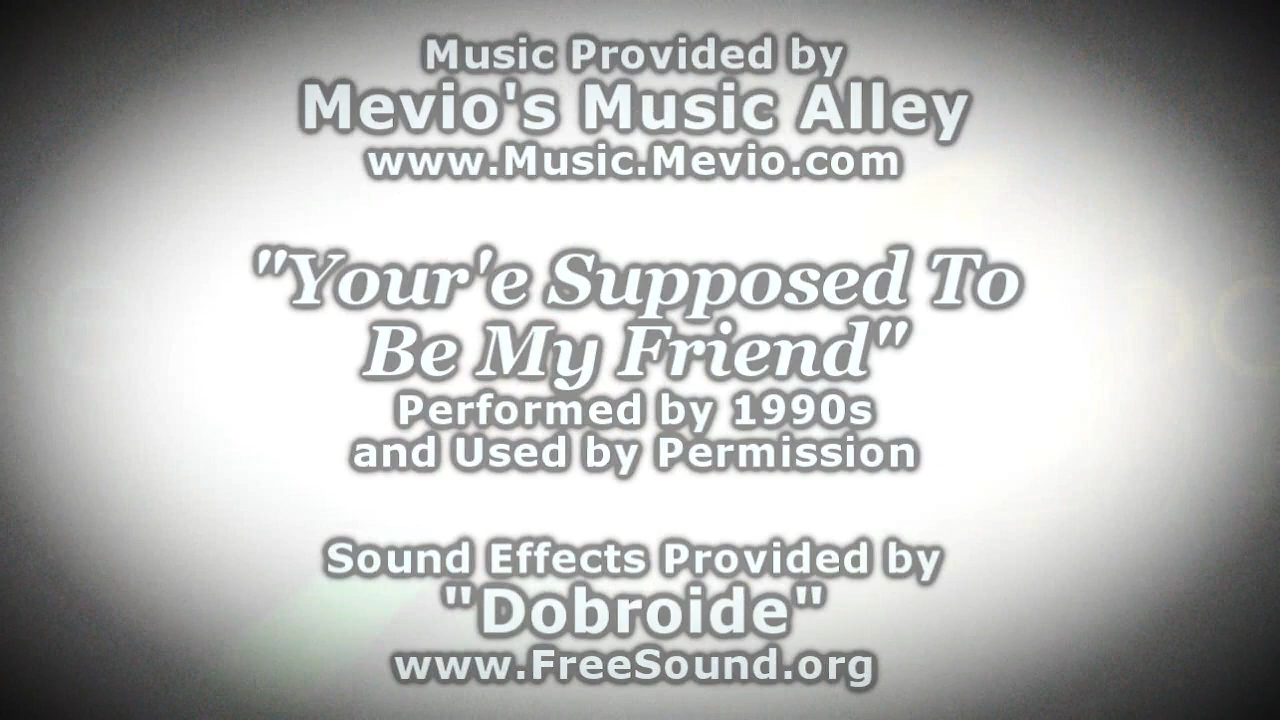 Music Provided by
Mevio's Music Alley
www.Music.Mevio.com
"Your'e Supposed To
Be My Friend"
Performed by 1990s
and Used by Permission
Sound Effects Provided by
"Dobroide"
www.FreeSound.org